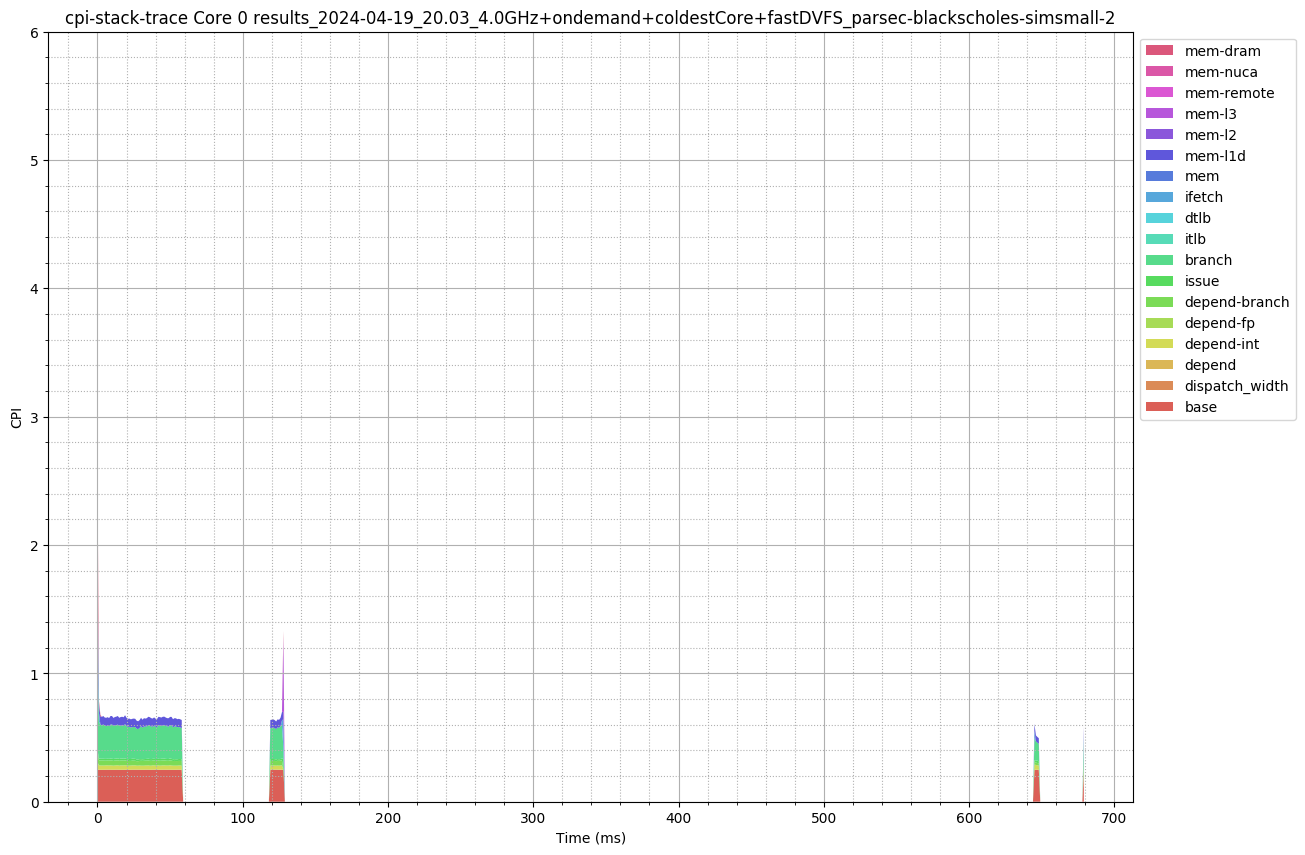 cpi-stack-trace Core 0 results_2024-04-19_20.03_4.0GHz+ondemand+coldestCore+fastDVFS_parsec-blackscholes-simsmall-2
6
5
4
3
2
1
0
CPI
0 100 200 300 400 500 600 700
Time (ms)
mem-dram
mem-nuca
mem-remote
mem-l3
mem-l2
mem-l1d
mem
ifetch
dtlb
itlb
branch
issue
depend-branch
depend-fp
depend-int
depend
dispatch_width
base